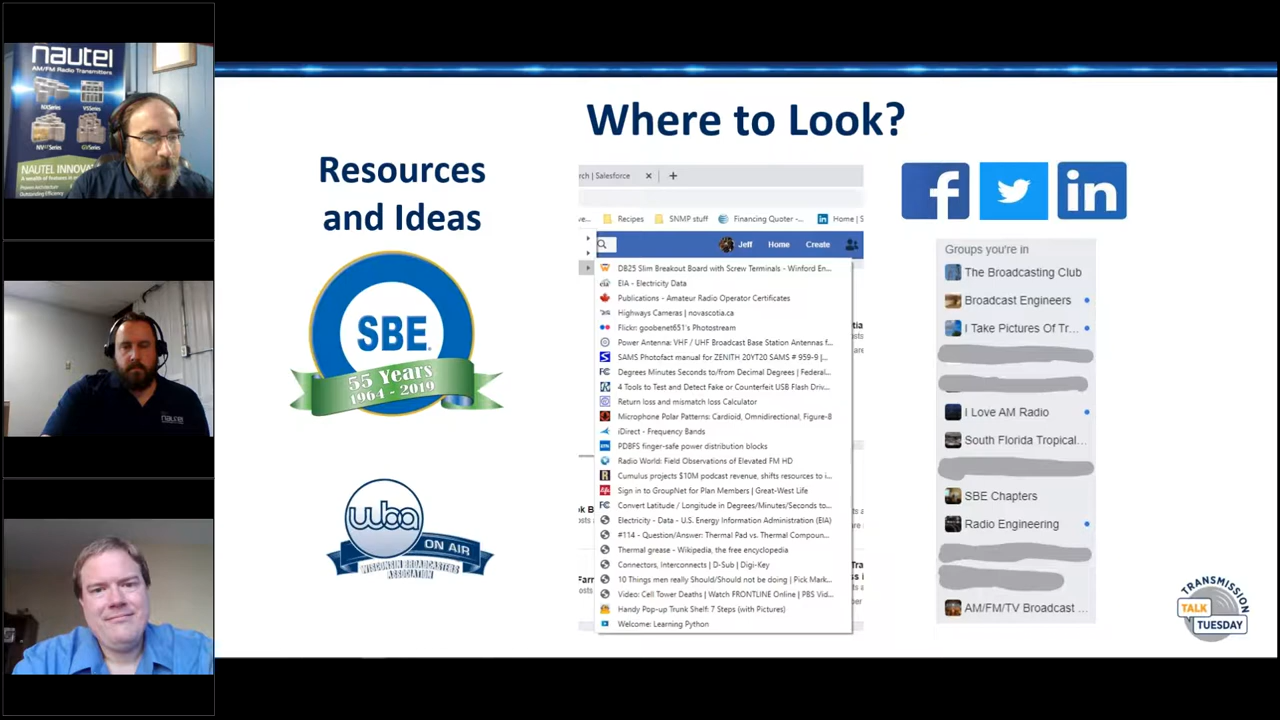 nautel
AM/FM Radio Transmitters
NAUTEL INNOVA
nautel
Where to Look?
Resources
and Ideas
SBE
55 Years
1964 - 2019
wba
ON AIR
WISCONSIN BROADCASTERS
ASSOCIATION
rch | Salesforce
Recipes
SNMP stuff
Financing Quoter -...
Home | S
Jeff
Home
Create
DB25 Slim Breakout Board with Screw Terminals - Winford En...
EIA - Electricity Data
Publications - Amateur Radio Operator Certificates
Highways Cameras | novascotia.ca
Flickr: goobenet651's Photostream
Power Antenna: VHF / UHF Broadcast Base Station Antennas f...
SAMS Photofact manual for ZENITH 20YT20 SAMS # 959-9 |...
Degrees Minutes Seconds to/from Decimal Degrees | Federal...
4 Tools to Test and Detect Fake or Counterfeit USB Flash Driv...
Return loss and mismatch loss Calculator
Microphone Polar Patterns: Cardioid, Omnidirectional, Figure-8
iDirect - Frequency Bands
PDBFS finger-safe power distribution blocks
Radio World: Field Observations of Elevated FM HD
Cumulus projects $10M podcast revenue, shifts resources to i...
Sign in to GroupNet for Plan Members | Great-West Life
Convert Latitude / Longitude in Degrees/Minutes/Seconds to...
Electricity - Data - U.S. Energy Information Administration (EIA)
#114 - Question/Answer: Thermal Pad vs. Thermal Compoun...
Thermal grease - Wikipedia, the free encyclopedia
Connectors, Interconnects | D-Sub | Digi-Key
10 Things men really Should/Should not be doing | Pick Mark...
Video: Cell Tower Deaths | Watch FRONTLINE Online | PBS Vid...
Handy Pop-up Trunk Shelf: 7 Steps (with Pictures)
Welcome: Learning Python
f
in
Groups you're in
The Broadcasting Club
Broadcast Engineers
I Take Pictures Of Tr...
I Love AM Radio
South Florida Tropical...
SBE Chapters
Radio Engineering
AM/FM/TV Broadcast ...
TRANSMISSION
TALK
TUESDAY